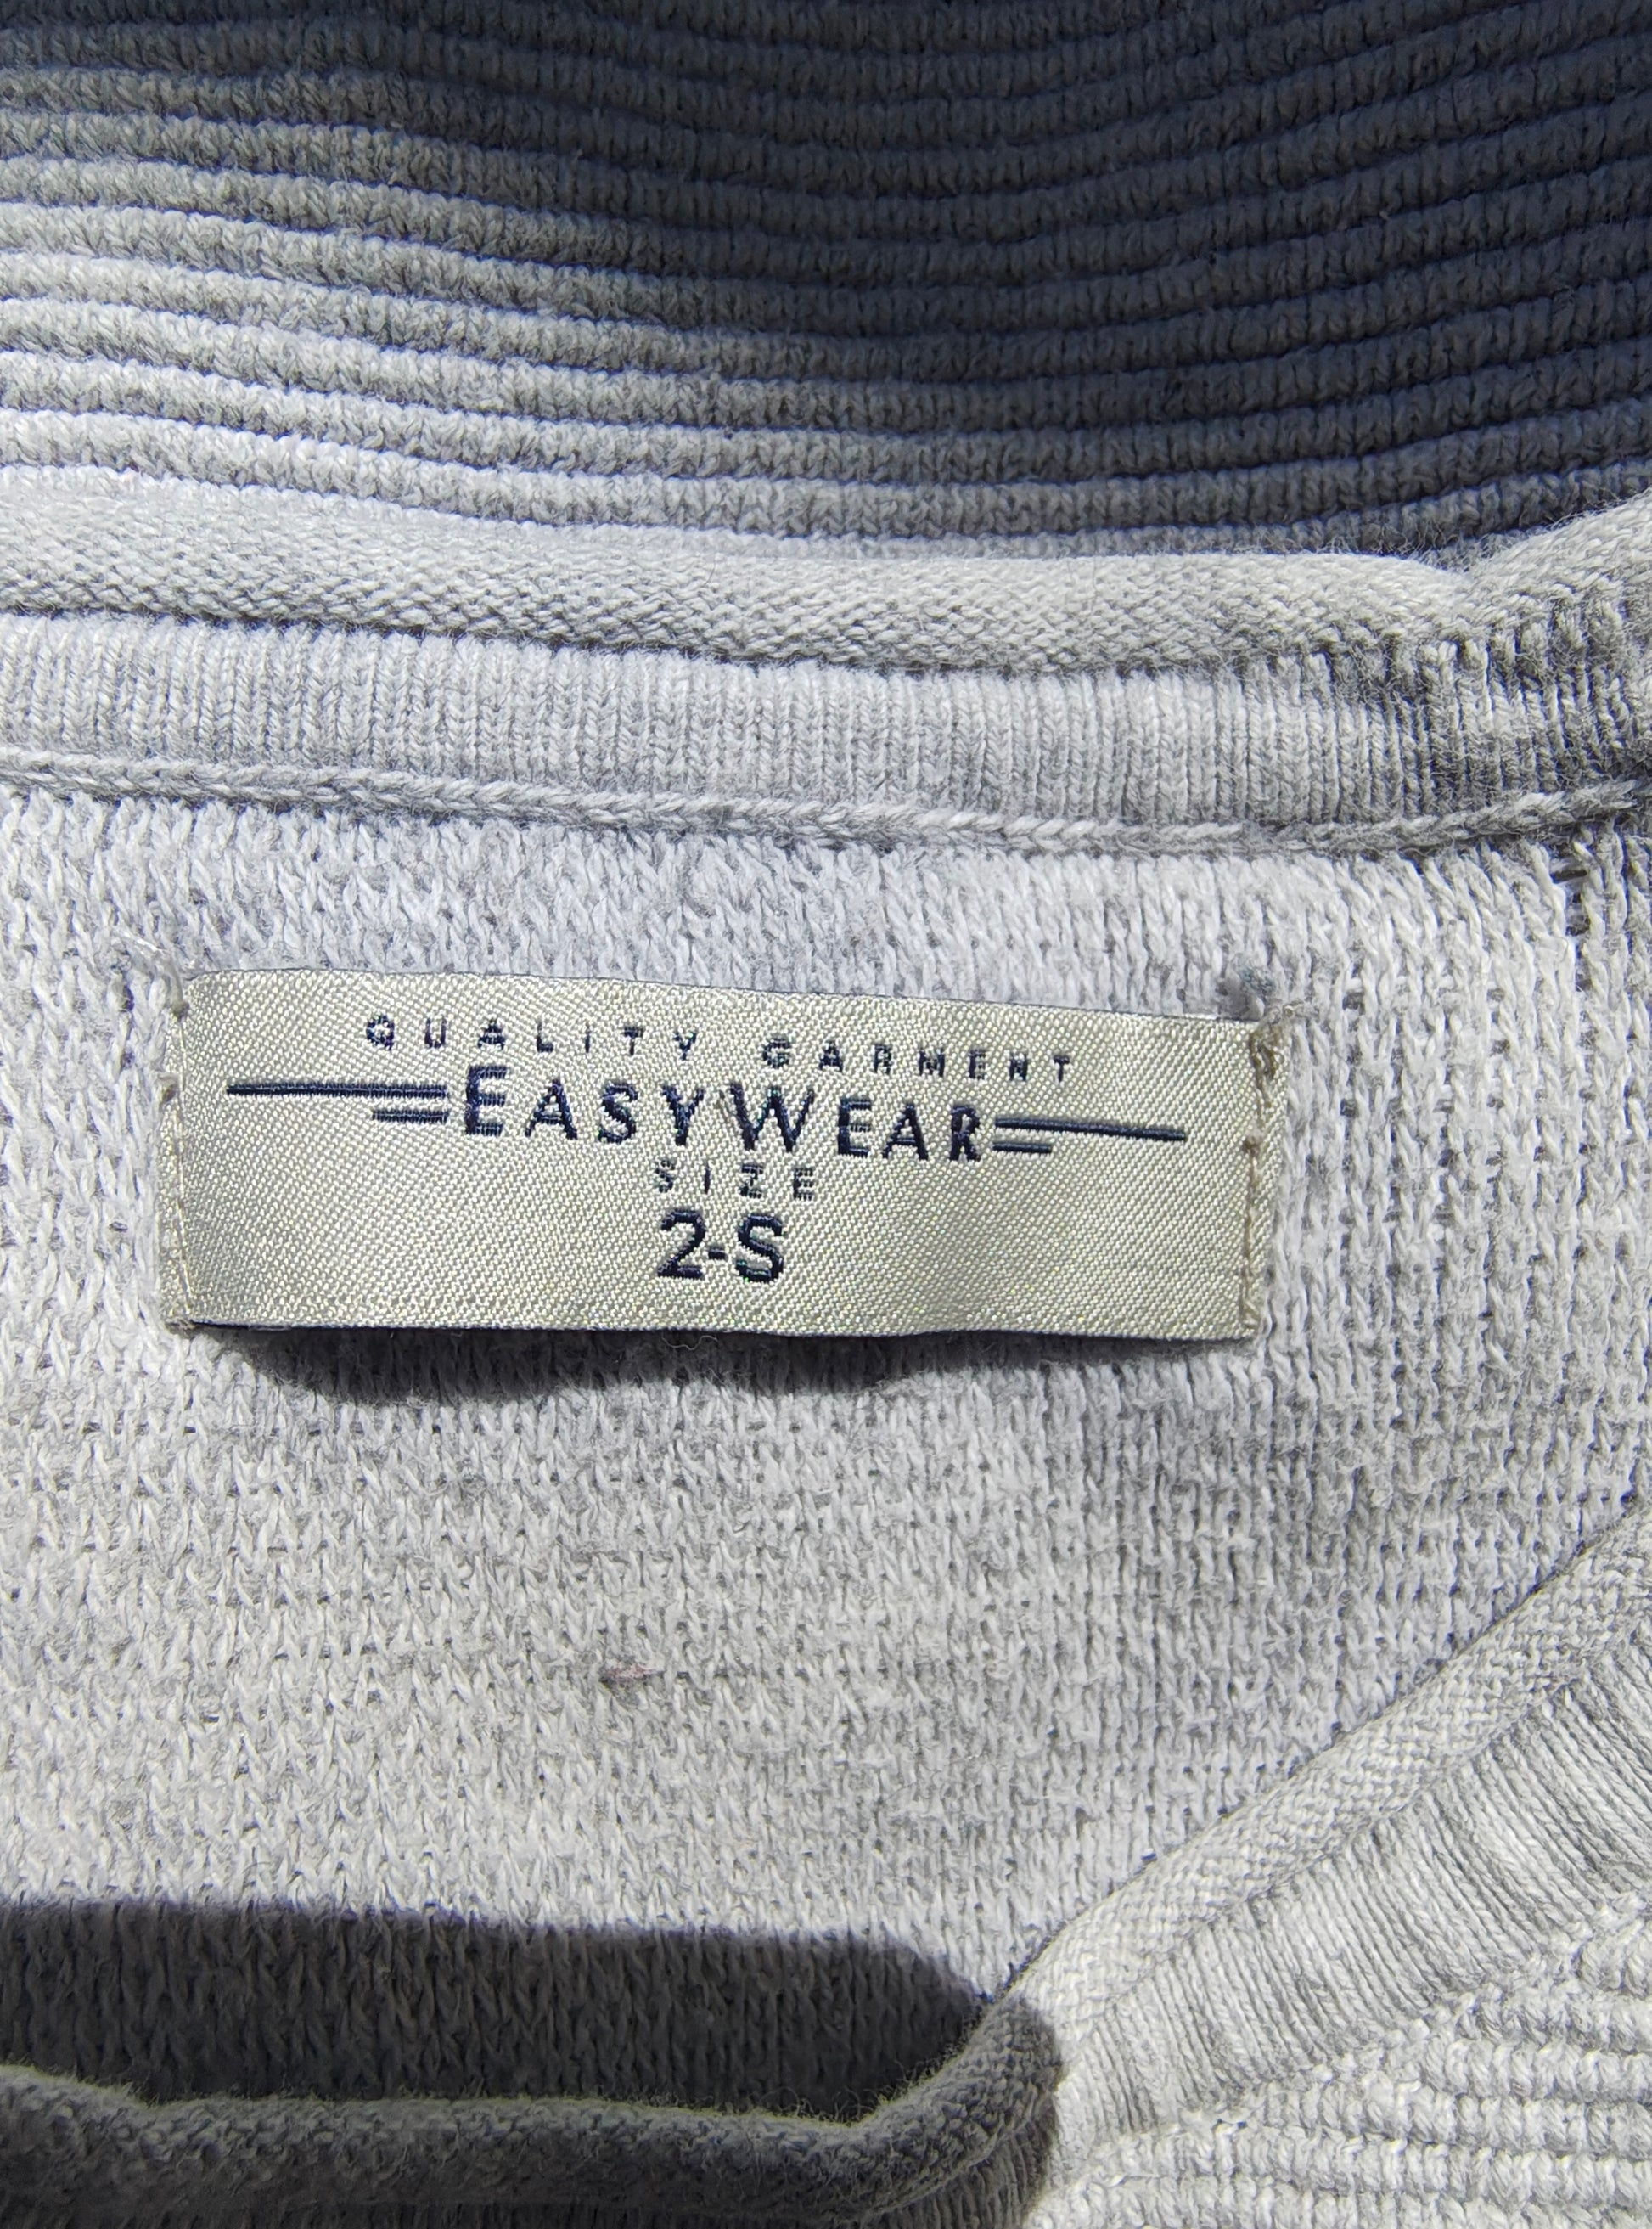 QUALITY GARMENT
EASYWEAR
SIZE
2-S